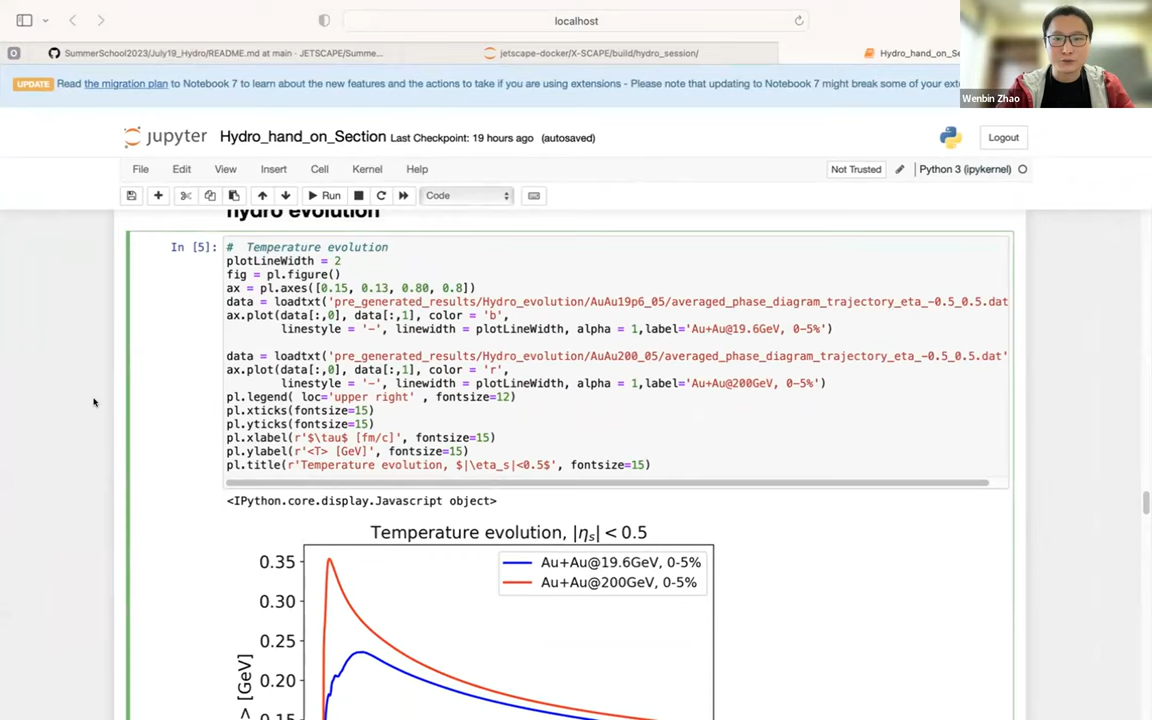 localhost
SummerSchool2023/July19_Hydro/README.md at main · JETSCAPE/Summe...
jetscape-docker/X-SCAPE/build/hydro_session/
Hydro_hand_on_Se
UPDATE Read the migration plan to Notebook 7 to learn about the new features and the actions to take if you are using extensions - Please note that updating to Notebook 7 might break some of your exte
Wenbin Zhao
jupyter Hydro_hand_on_Section Last Checkpoint: 19 hours ago (autosaved)
Logout
File Edit View Insert Cell Kernel Help
Not Trusted
Python 3 (ipykernel)
Run
Code
hydro evolution
In [5]:
# Temperature evolution
plotLineWidth = 2
fig = pl.figure()
ax = pl.axes([0.15, 0.13, 0.80, 0.8])
data = loadtxt('pre_generated_results/Hydro_evolution/AuAu19p6_05/averaged_phase_diagram_trajectory_eta_-0.5_0.5.dat
ax.plot(data[:,0], data[:,1], color = 'b',
linestyle = '-', linewidth = plotLineWidth, alpha = 1,label='Au+Au@19.6GeV, 0-5%')
data = loadtxt('pre_generated_results/Hydro_evolution/AuAu200_05/averaged_phase_diagram_trajectory_eta_-0.5_0.5.dat'
ax.plot(data[:,0], data[:,1], color = 'r',
linestyle = '-', linewidth = plotLineWidth, alpha = 1,label='Au+Au@200GeV, 0-5%')
pl.legend( loc='upper right' , fontsize=12)
pl.xticks(fontsize=15)
pl.yticks(fontsize=15)
pl.xlabel(r'$\tau$ [fm/c]', fontsize=15)
pl.ylabel(r'<T> [GeV]', fontsize=15)
pl.title(r'Temperature evolution, $|\eta_s|<0.5$', fontsize=15)
<IPython.core.display.Javascript object>
Temperature evolution, |ηs| < 0.5
0.35
Au+Au@19.6GeV, 0-5%
Au+Au@200GeV, 0-5%
0.30
0.25
0.20
0.15
> [GeV]